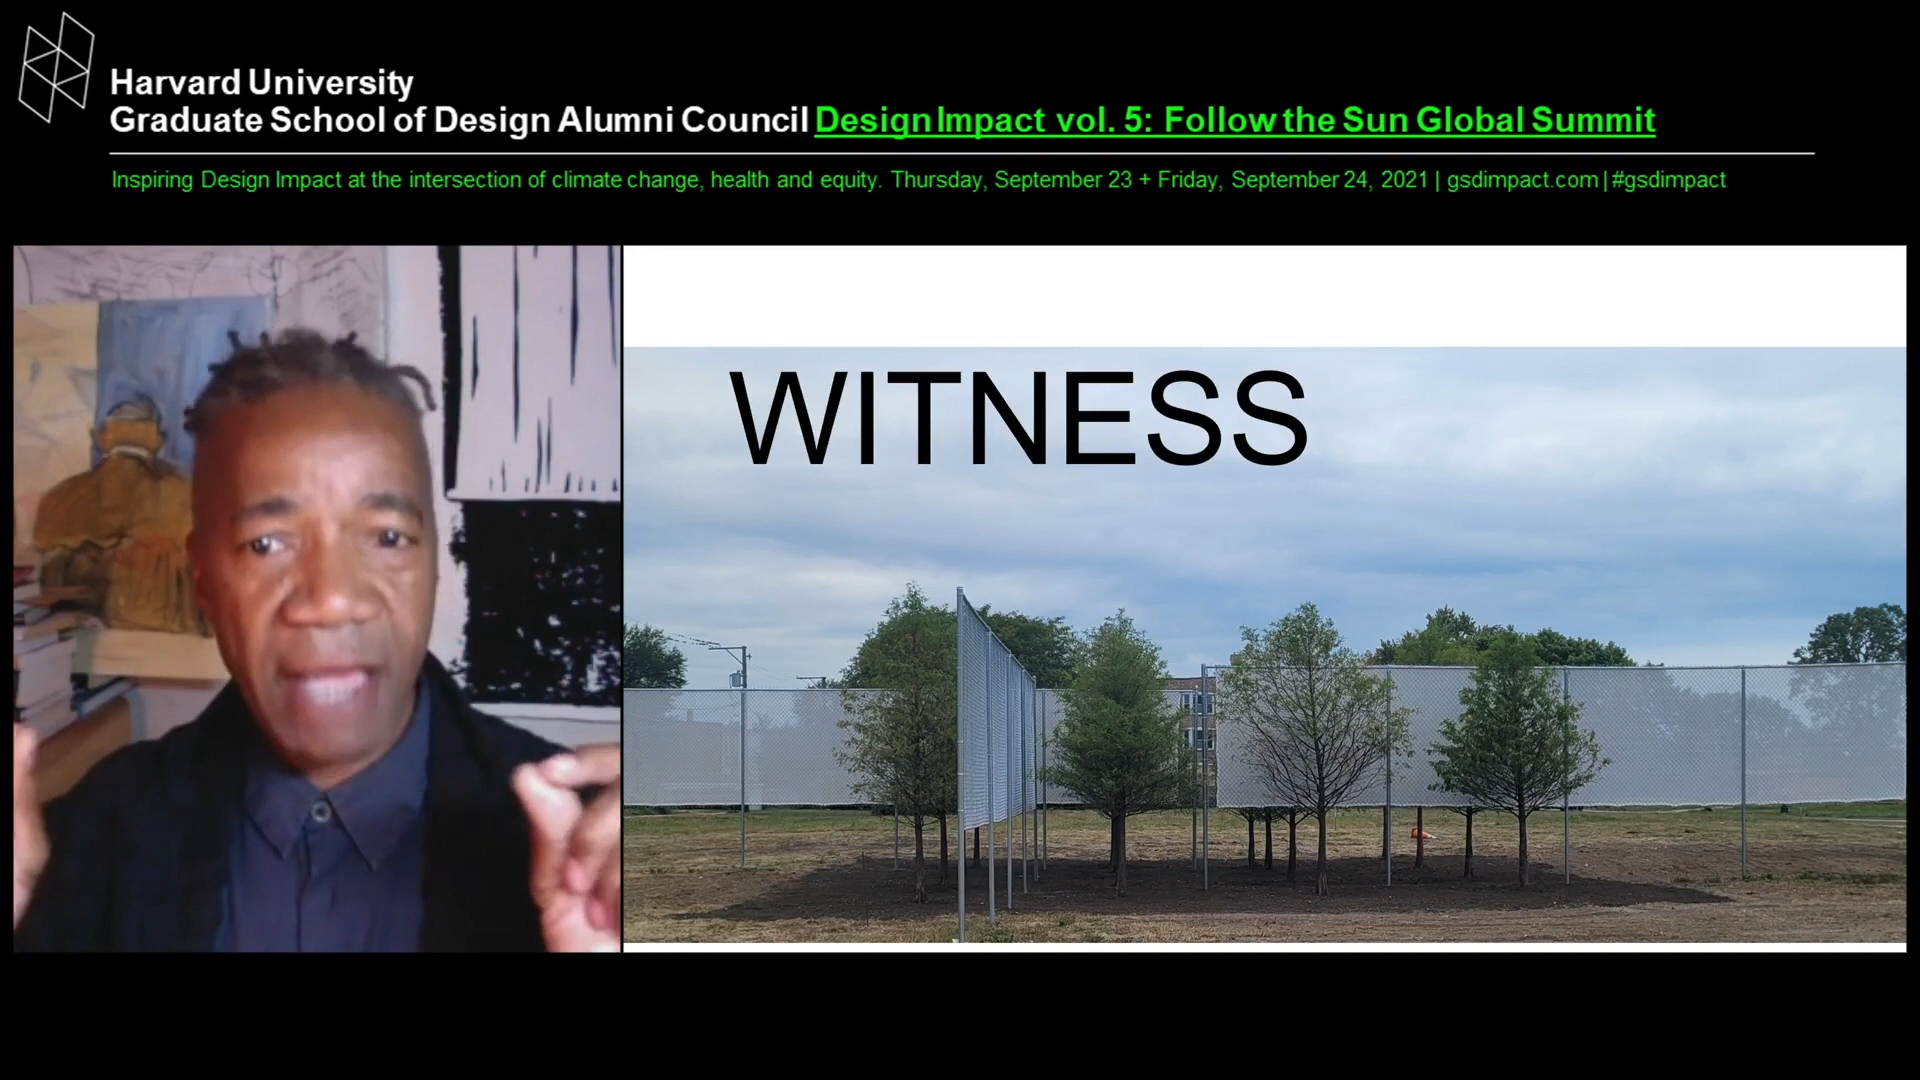 Harvard University
Graduate School of Design Alumni Council Design Impact vol. 5: Follow the Sun Global Summit
Inspiring Design Impact at the intersection of climate change, health and equity. Thursday, September 23 + Friday, September 24, 2021 | gsdimpact.com | #gsdimpact
WITNESS